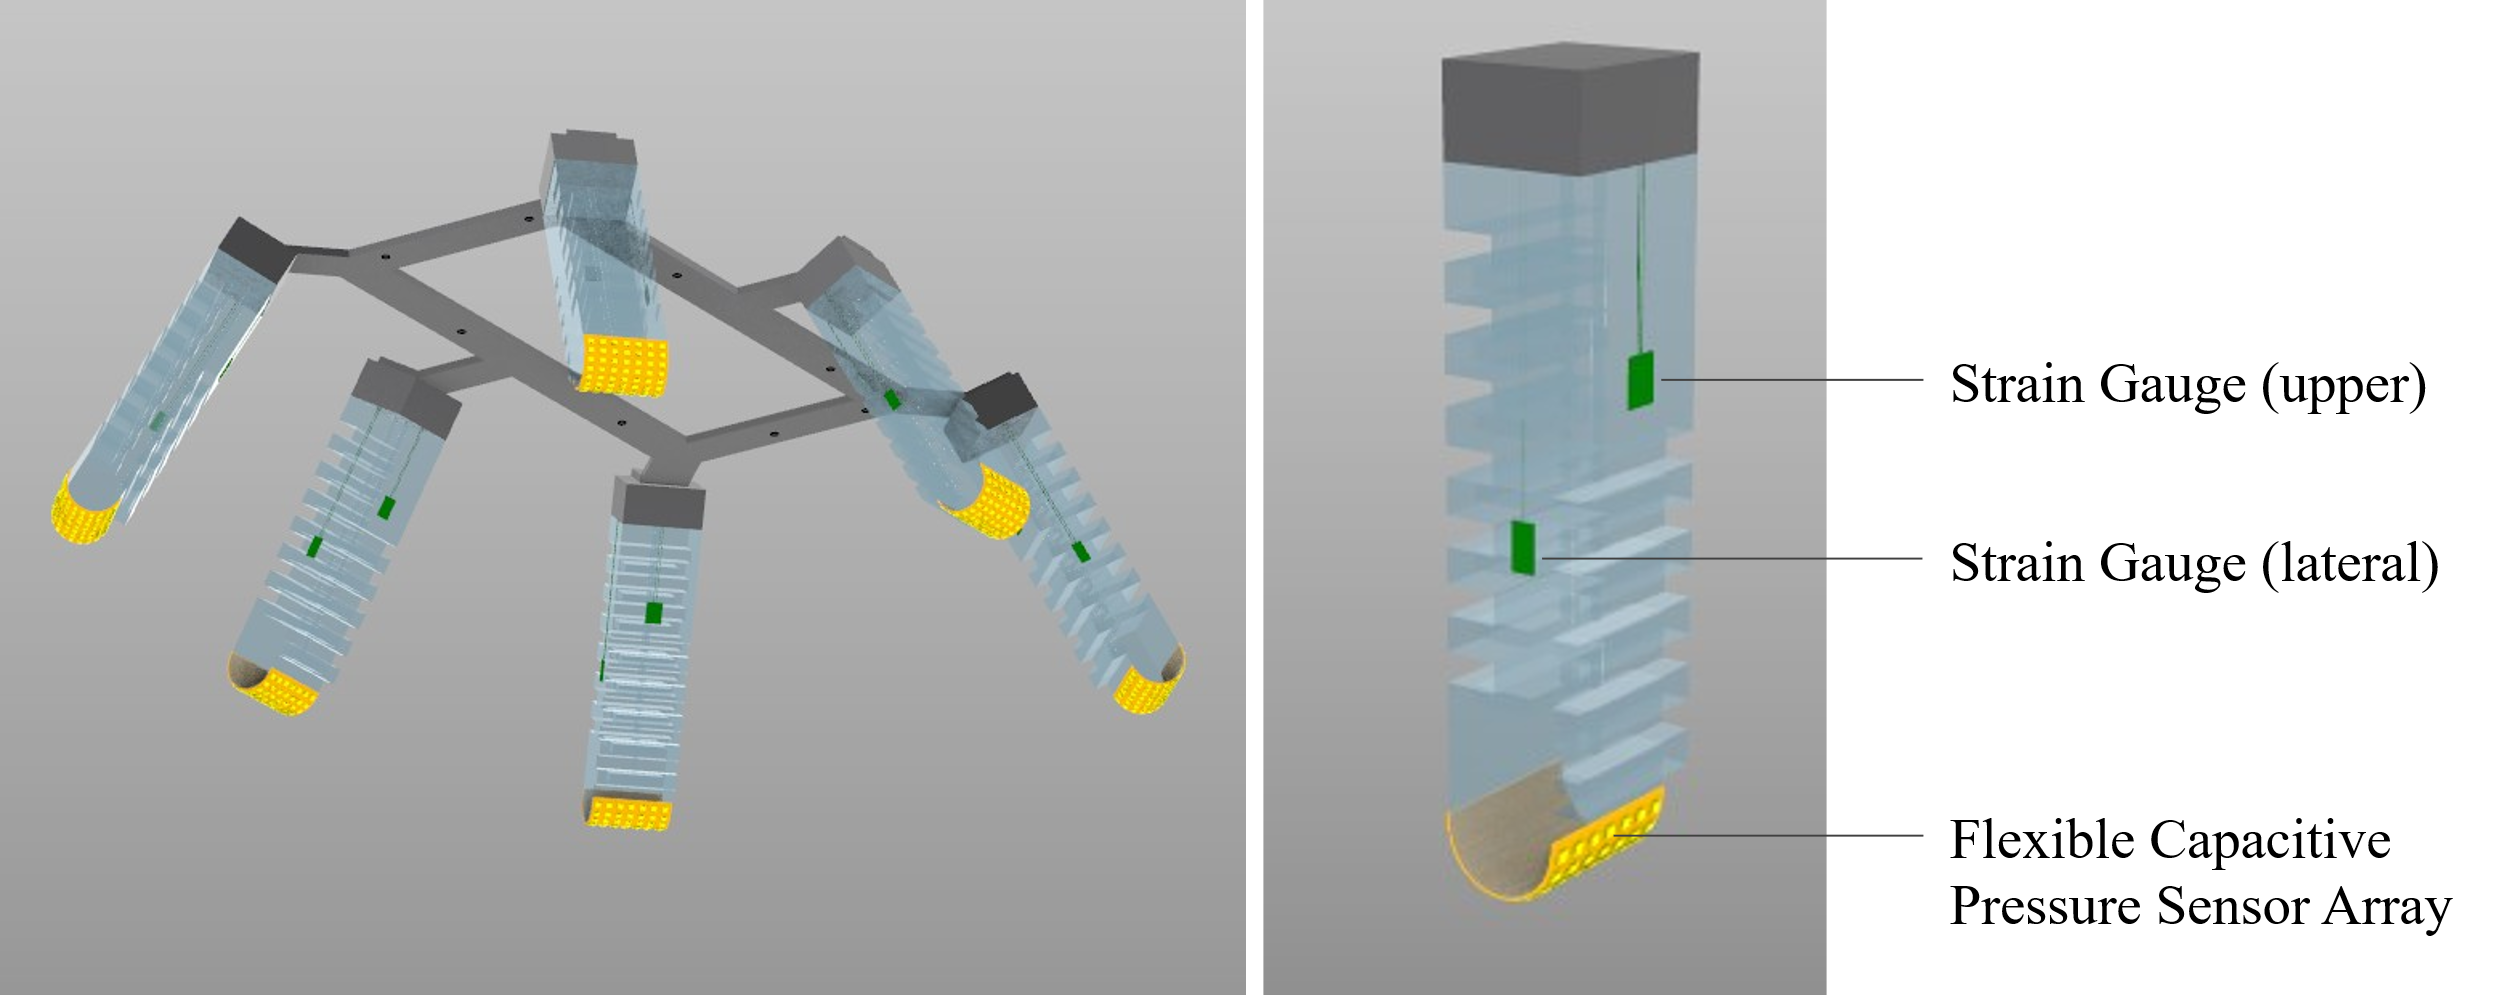 Strain Gauge (upper)
Strain Gauge (lateral)
Flexible Capacitive
Pressure Sensor Array